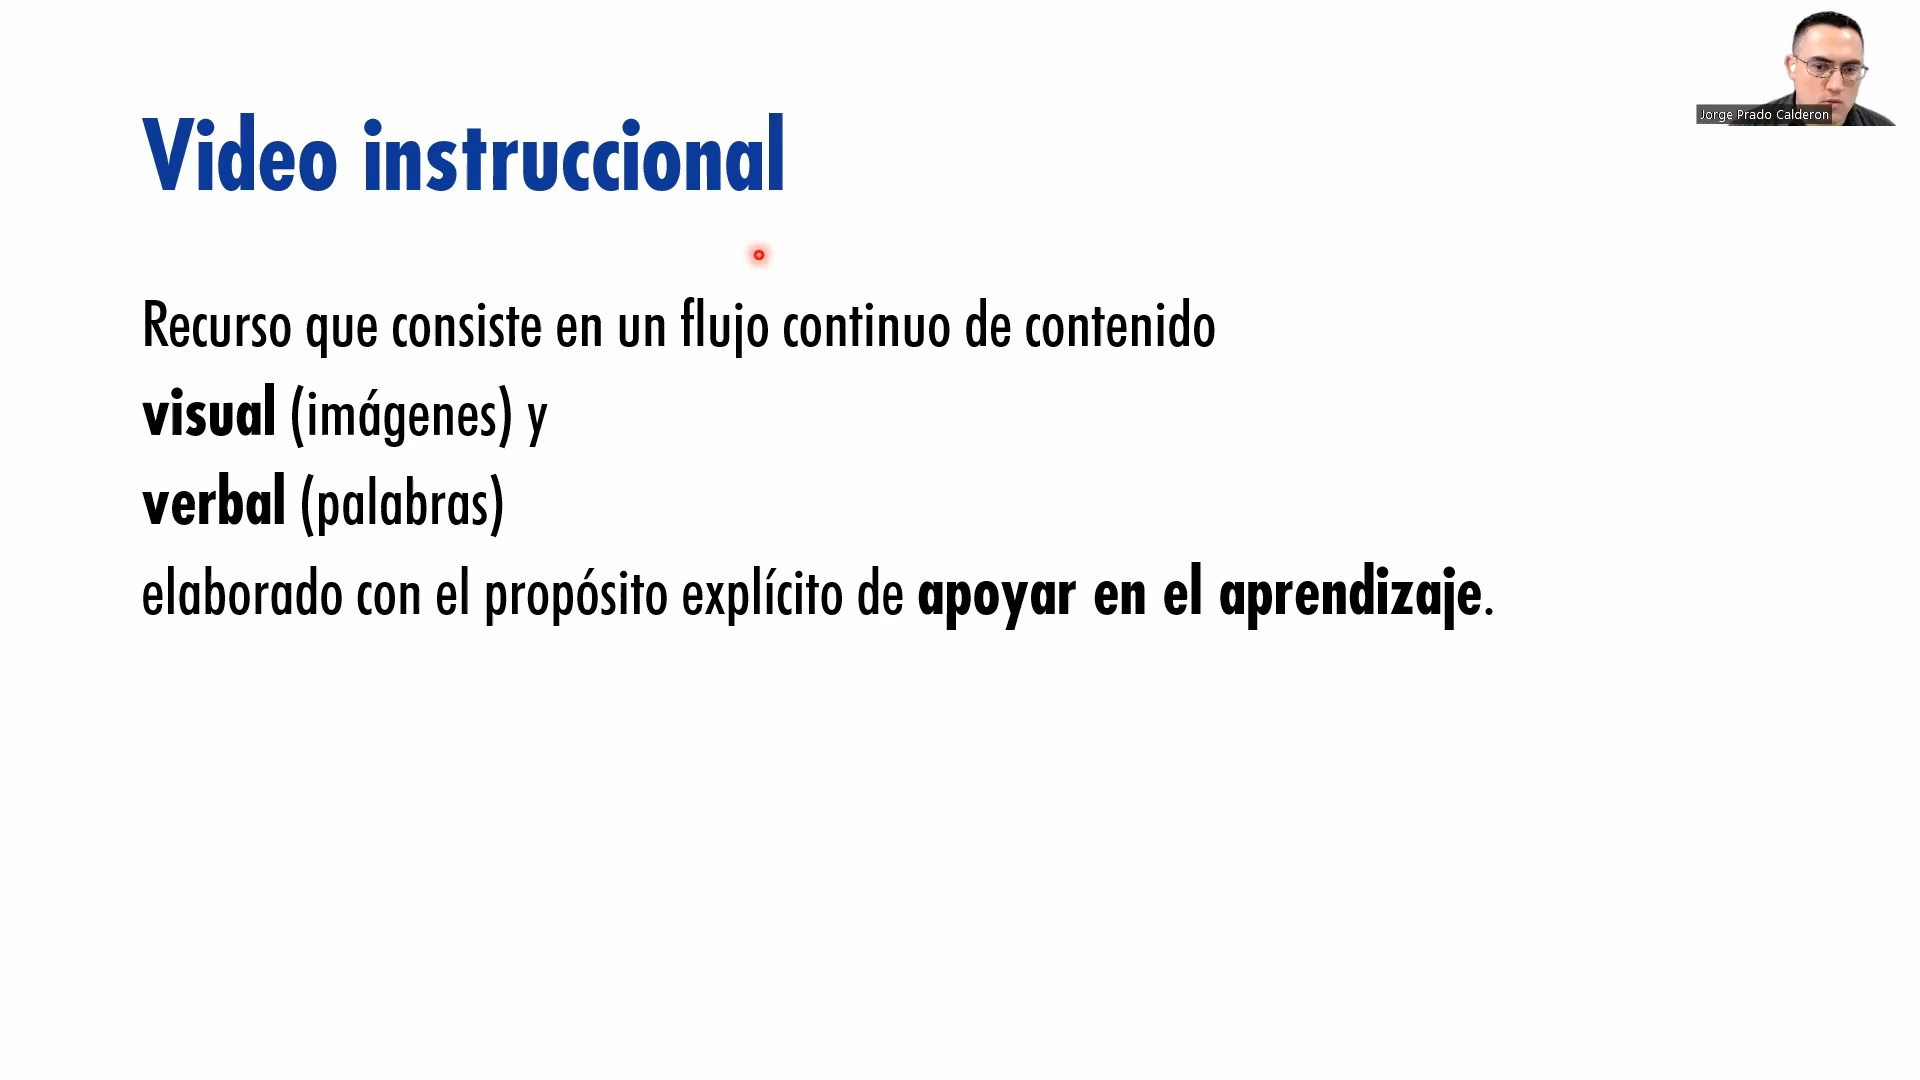 Jorge Prado Calderon
Video instruccional
Recurso que consiste en un flujo continuo de contenido
visual (imágenes) y
verbal (palabras)
elaborado con el propósito explícito de apoyar en el aprendizaje.